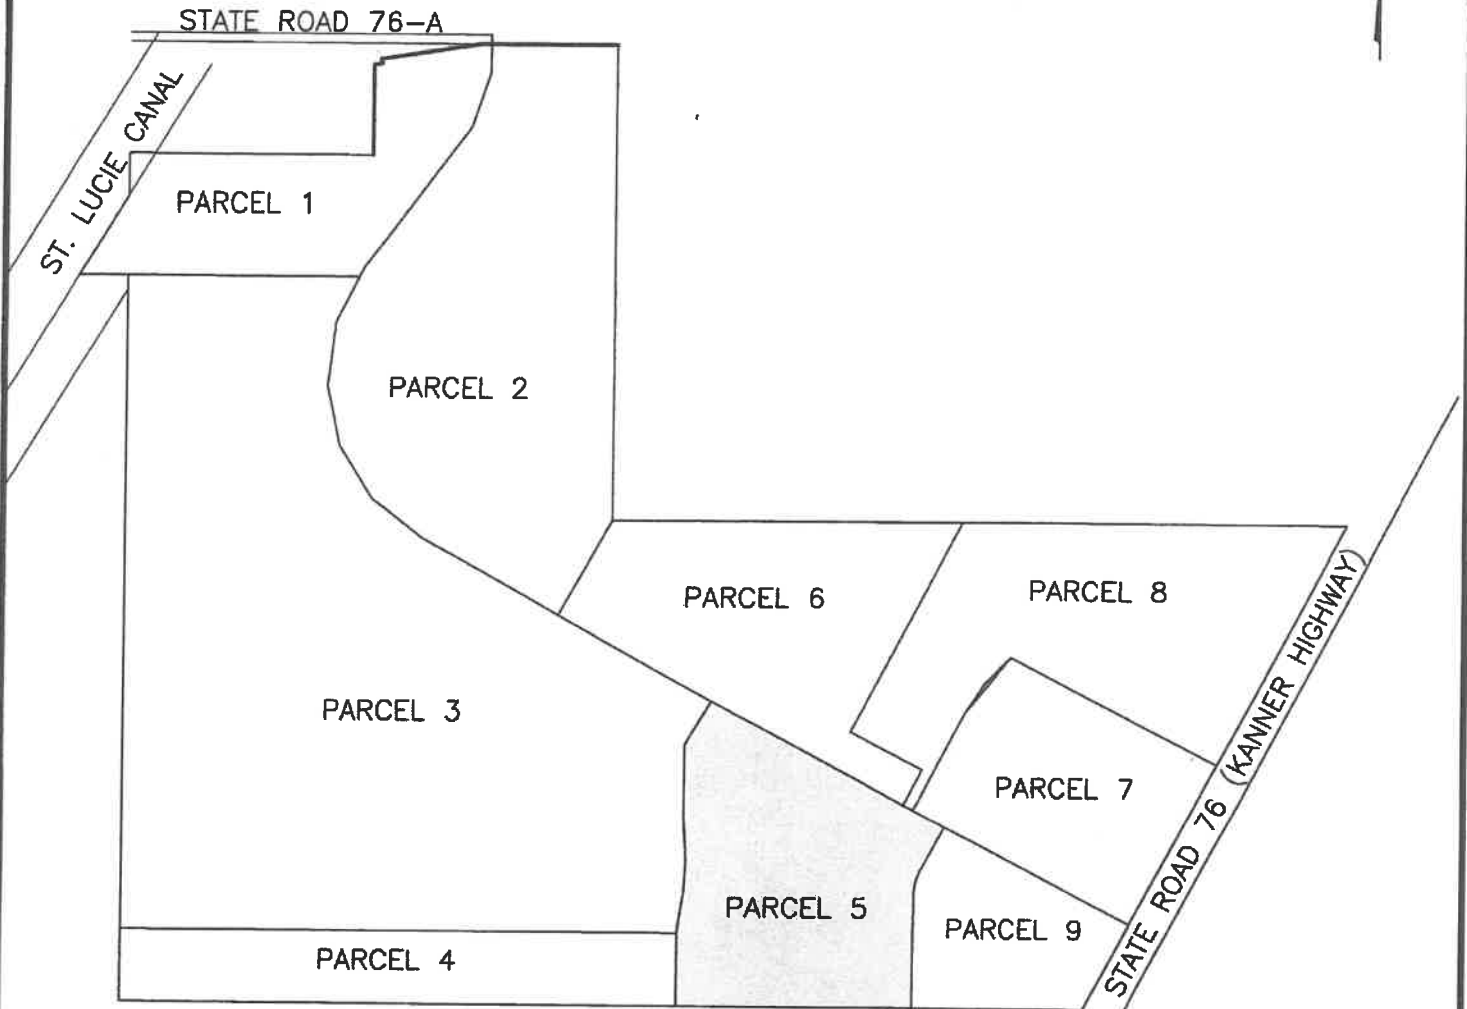 STATE ROAD 76-A
ST. LUCIE CANAL
PARCEL 1
PARCEL 2
PARCEL 6
PARCEL 8
PARCEL 3
PARCEL 7
PARCEL 5
PARCEL 9
PARCEL 4
STATE ROAD 76 (KANNER HIGHWAY)